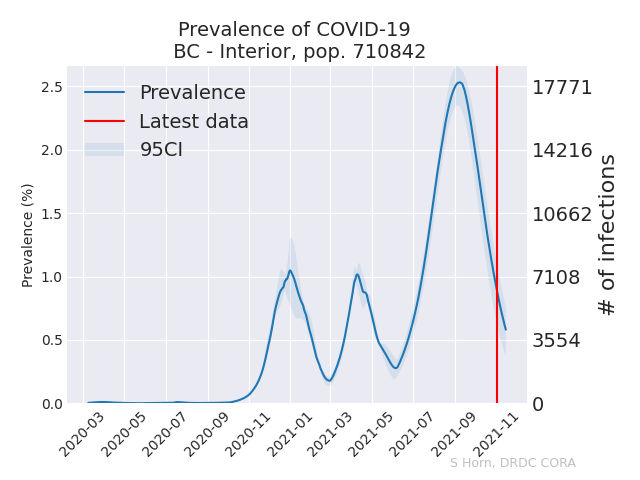 Prevalence of COVID-19
BC - Interior, pop. 710842
Prevalence
Latest data
95CI
Prevalence (%)
2.5
2.0
1.5
1.0
0.5
0.0
17771
14216
10662
7108
3554
0
# of infections
2020-03
2020-05
2020-07
2020-09
2020-11
2021-01
2021-03
2021-05
2021-07
2021-09
2021-11
S Horn, DRDC CORA